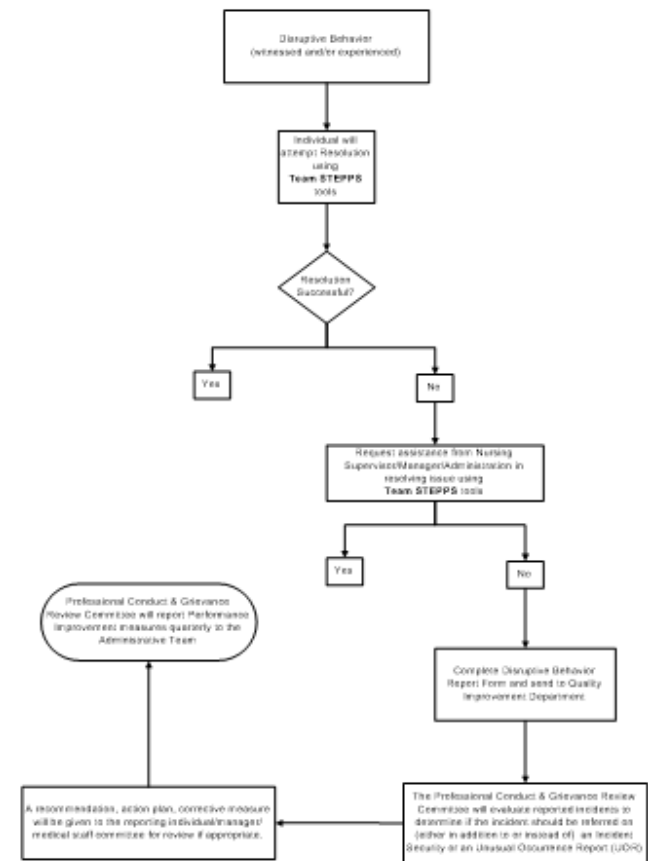 Disruptive Behavior
(witnessed and/or experienced)
Individual will
attempt Resolution
using
Team STEPPS
tools
Resolution
Successful?
Yes
No
Request assistance from Nursing
Supervisor/Manager/Administration in
resolving issue using
Team STEPPS tools
Yes
No
Complete Disruptive Behavior
Report Form and send to Quality
Improvement Department
The Professional Conduct & Grievance Review
Committee will evaluate reported incidents to
determine if the incident should be referred on
(either in addition to or instead of) an Incident
Security or an Unusual Occurrence Report (UOR)
A recommendation, action plan, corrective measure
will be given to the reporting individual/manager/
medical staff committee for review if appropriate.
Professional Conduct & Grievance
Review Committee will report Performance
Improvement measures quarterly to the
Administrative Team